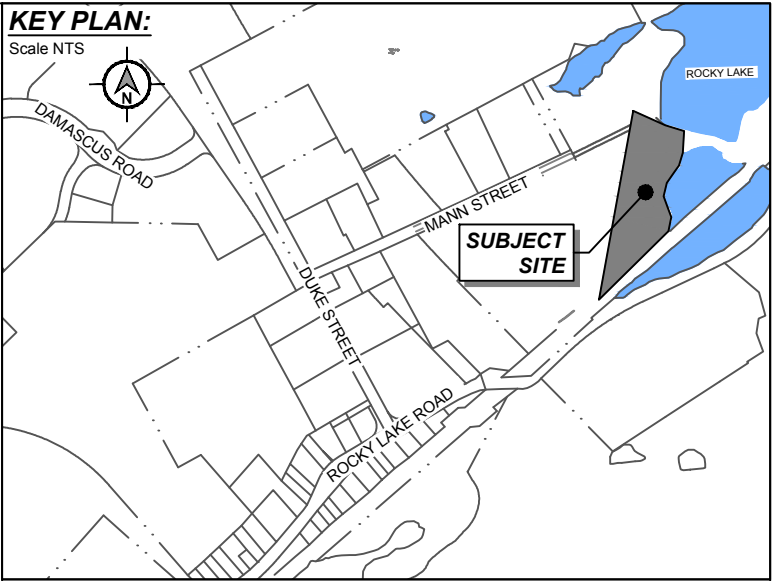 KEY PLAN:
Scale NTS
N
ROCKY LAKE
DAMASCUS ROAD
MANN STREET
SUBJECT
SITE
DUKE STREET
ROCKY LAKE ROAD